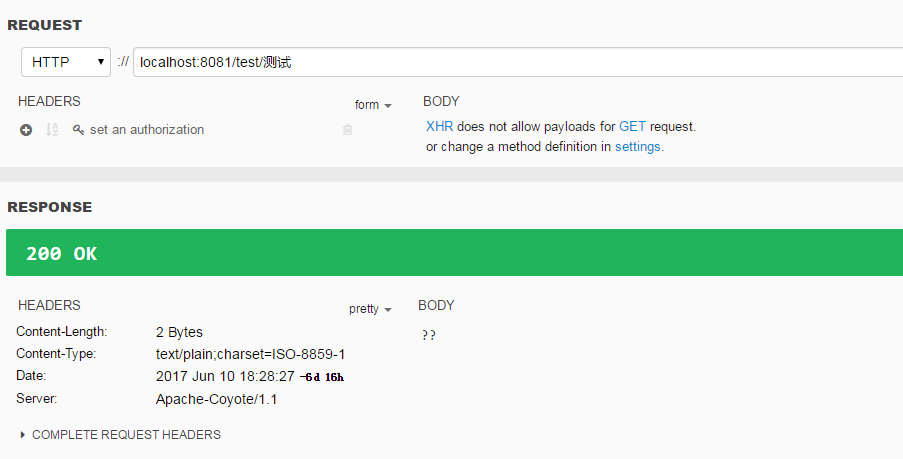 REQUEST
HTTP :// localhost:8081/test/测试
HEADERS form BODY
set an authorization XHR does not allow payloads for GET request.
or change a method definition in settings.
RESPONSE
200 OK
HEADERS pretty BODY
Content-Length: 2 Bytes ??
Content-Type: text/plain;charset=ISO-8859-1
Date: 2017 Jun 10 18:28:27 -6d 16h
Server: Apache-Coyote/1.1
COMPLETE REQUEST HEADERS